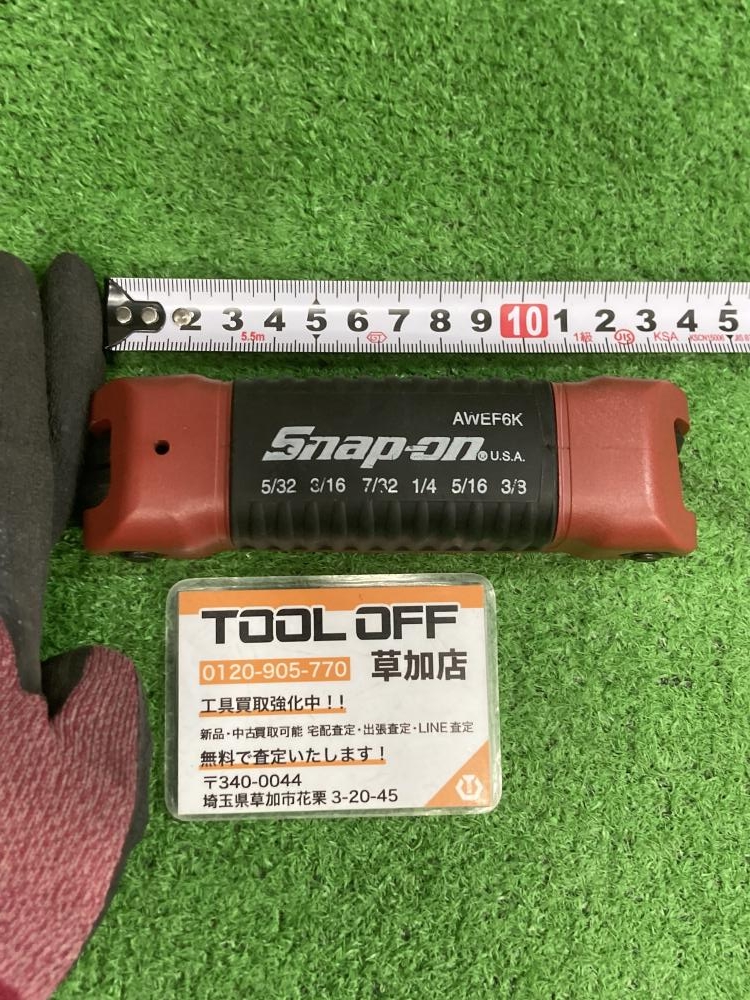 2 3 4 5 6 7 8 9 10 1 2 3 4 5
5.5m 1級 JIS KSA
AWEF6K
Snap-on ® U.S.A.
5/32 3/16 7/32 1/4 5/16 3/8
TOOL OFF
0120-905-770 草加店
工具買取強化中！！
新品・中古買取可能 宅配査定・出張査定・LINE査定
無料で査定いたします！
〒340-0044
埼玉県草加市花栗 3-20-45